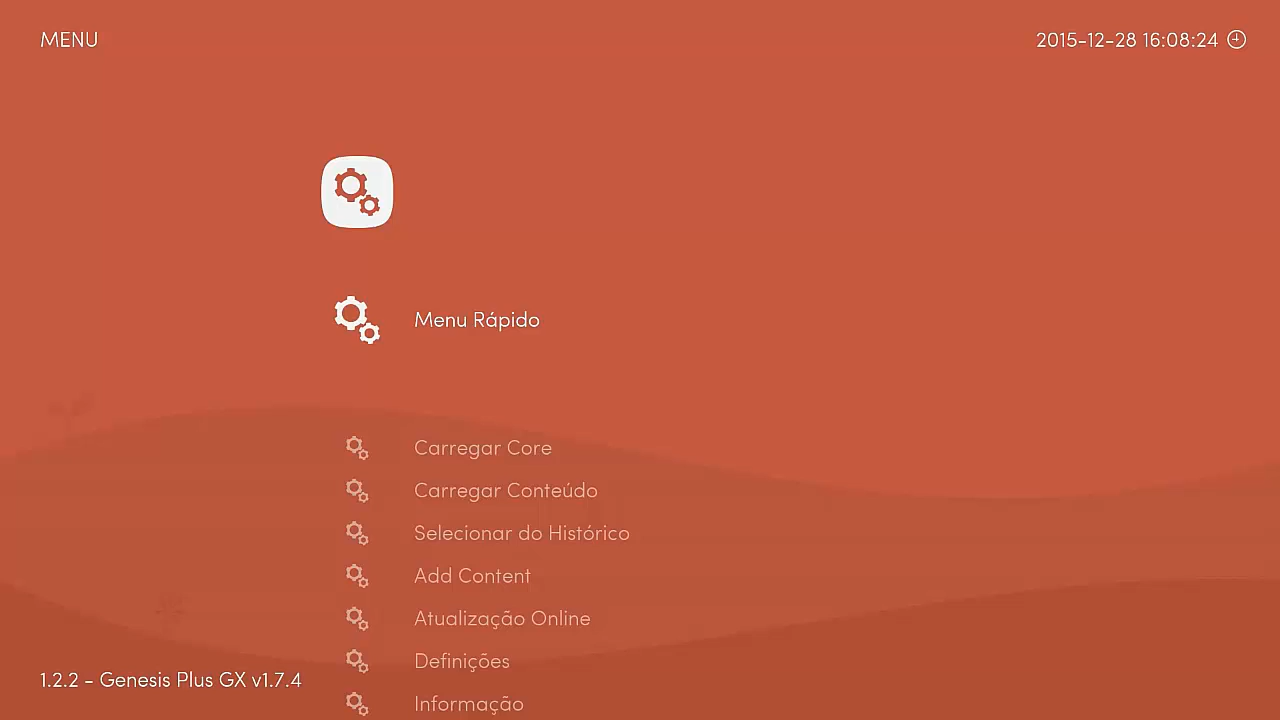 MENU
2015-12-28 16:08:24
Menu Rápido
Carregar Core
Carregar Conteúdo
Selecionar do Histórico
Add Content
Atualização Online
Definições
Informação
1.2.2 - Genesis Plus GX v1.7.4